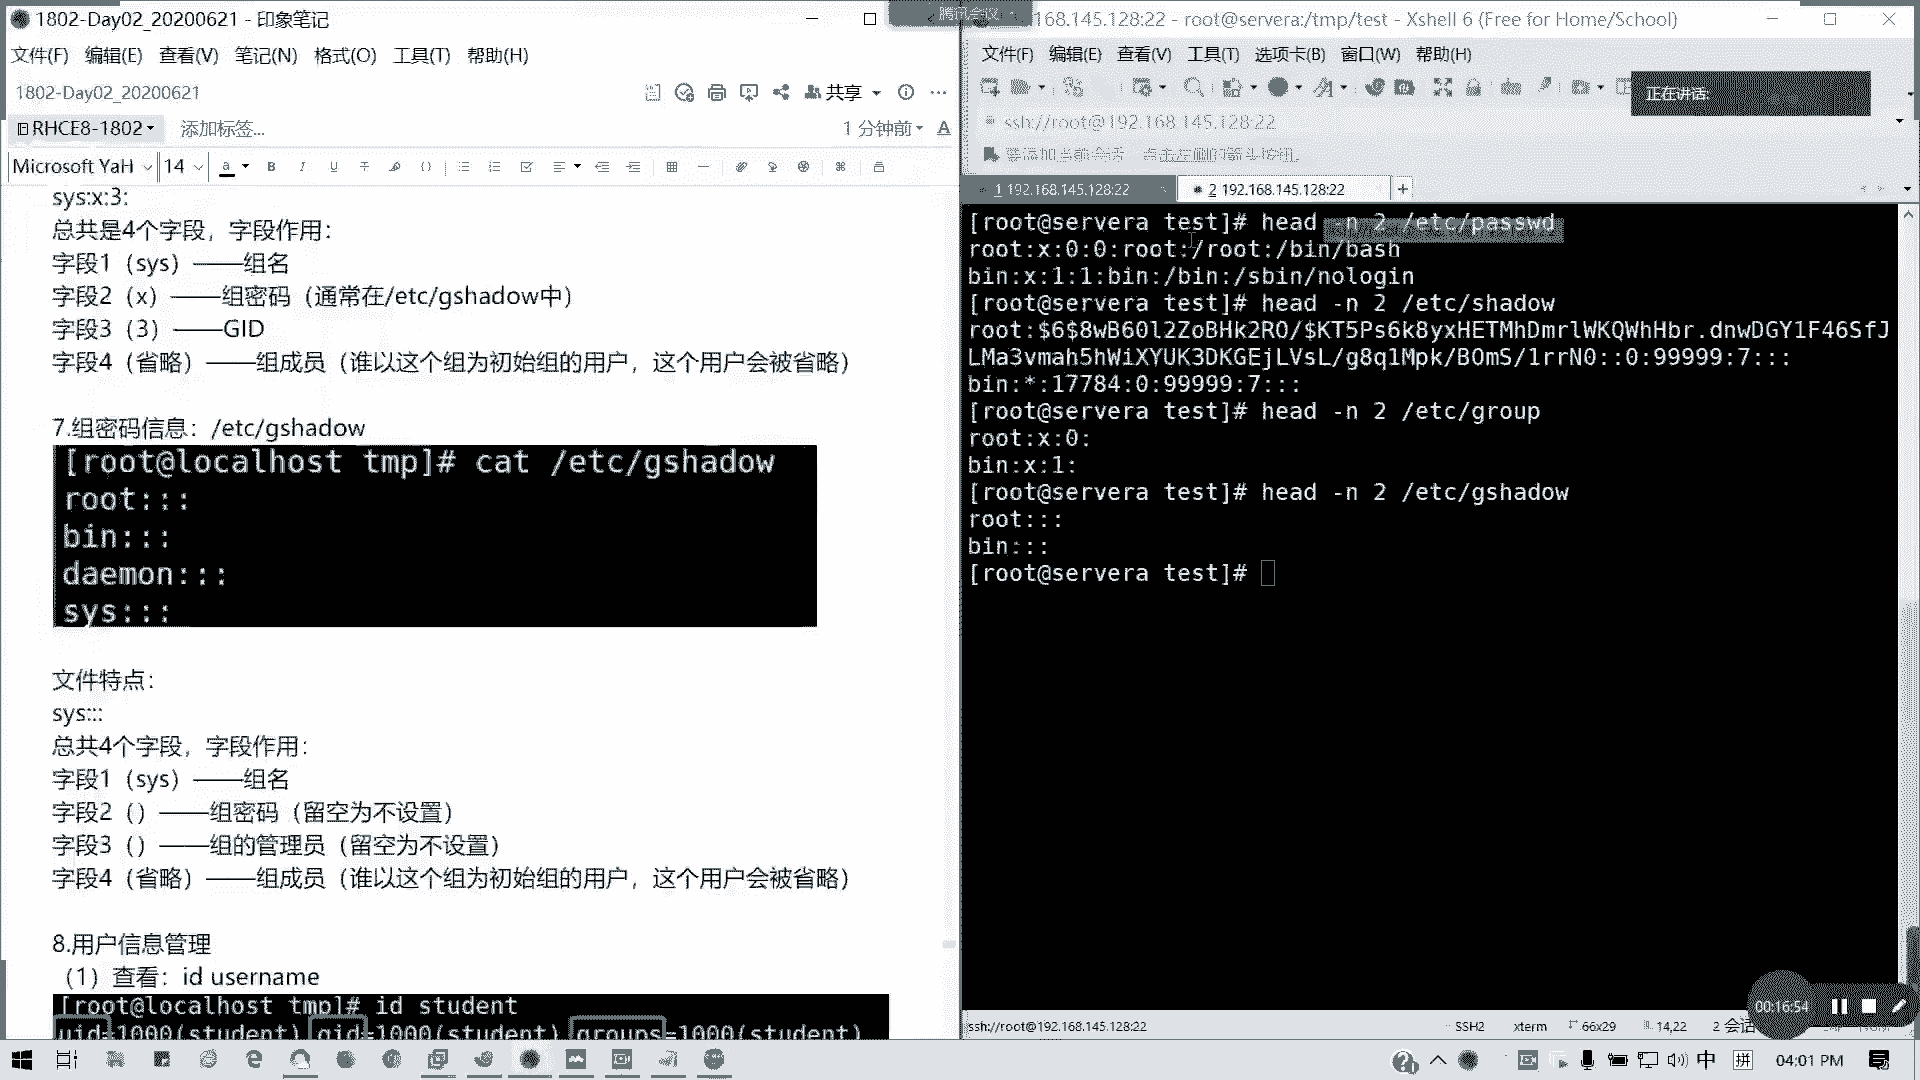 1802-Day02_20200621 - 印象笔记
文件(F) 编辑(E) 查看(V) 笔记(N) 格式(O) 工具(T) 帮助(H)
1802-Day02_20200621
共享
RHCE8-1802
添加标签...
1 分钟前
Microsoft YaH
14
sys:x:3:
总共是4个字段，字段作用：
字段1（sys）——组名
字段2（x）——组密码（通常在/etc/gshadow中）
字段3（3）——GID
字段4（省略）——组成员（谁以这个组为初始组的用户，这个用户会被省略）
7.组密码信息：/etc/gshadow
[root@localhost tmp]# cat /etc/gshadow
root:::
bin:::
daemon:::
sys:::
文件特点：
sys:::
总共4个字段，字段作用：
字段1（sys）——组名
字段2（）——组密码（留空为不设置）
字段3（）——组的管理员（留空为不设置）
字段4（省略）——组成员（谁以这个组为初始组的用户，这个用户会被省略）
8.用户信息管理
（1）查看：id username
[root@localhost tmp]# id student
uid=1000(student) gid=1000(student) groups=1000(student)
腾讯会议
168.145.128:22 - root@servera:/tmp/test - Xshell 6 (Free for Home/School)
文件(F) 编辑(E) 查看(V) 工具(T) 选项卡(B) 窗口(W) 帮助(H)
正在讲话:
ssh://root@192.168.145.128:22
要添加当前会话，点击左侧的箭头按钮。
1 192.168.145.128:22
2 192.168.145.128:22
[root@servera test]# head -n 2 /etc/passwd
root:x:0:0:root:/root:/bin/bash
bin:x:1:1:bin:/bin:/sbin/nologin
[root@servera test]# head -n 2 /etc/shadow
root:$6$8wB60l2ZoBHk2RO/$KT5Ps6k8yxHETMhDmrlWKQWhHbr.dnwDGY1F46SfJ
LMa3vmah5hWiXYUK3DKGEjLVsL/g8q1Mpk/BOmS/1rrN0::0:99999:7:::
bin:*:17784:0:99999:7:::
[root@servera test]# head -n 2 /etc/group
root:x:0:
bin:x:1:
[root@servera test]# head -n 2 /etc/gshadow
root:::
bin:::
[root@servera test]#
00:16:54
ssh://root@192.168.145.128:22
SSH2
xterm
66x29
14,22
2 会话
中
拼
04:01 PM